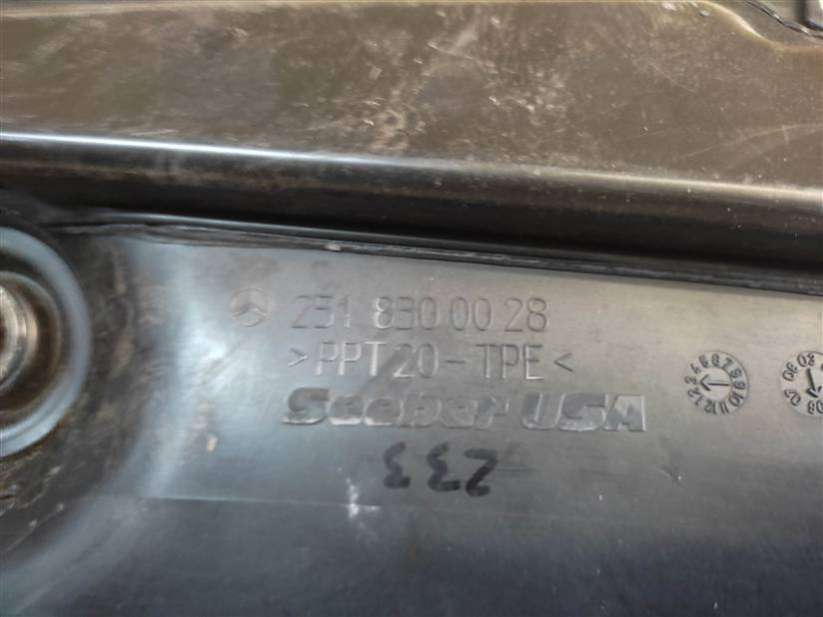 251 830 00 28
>PPT20-TPE<
Seeber USA
233